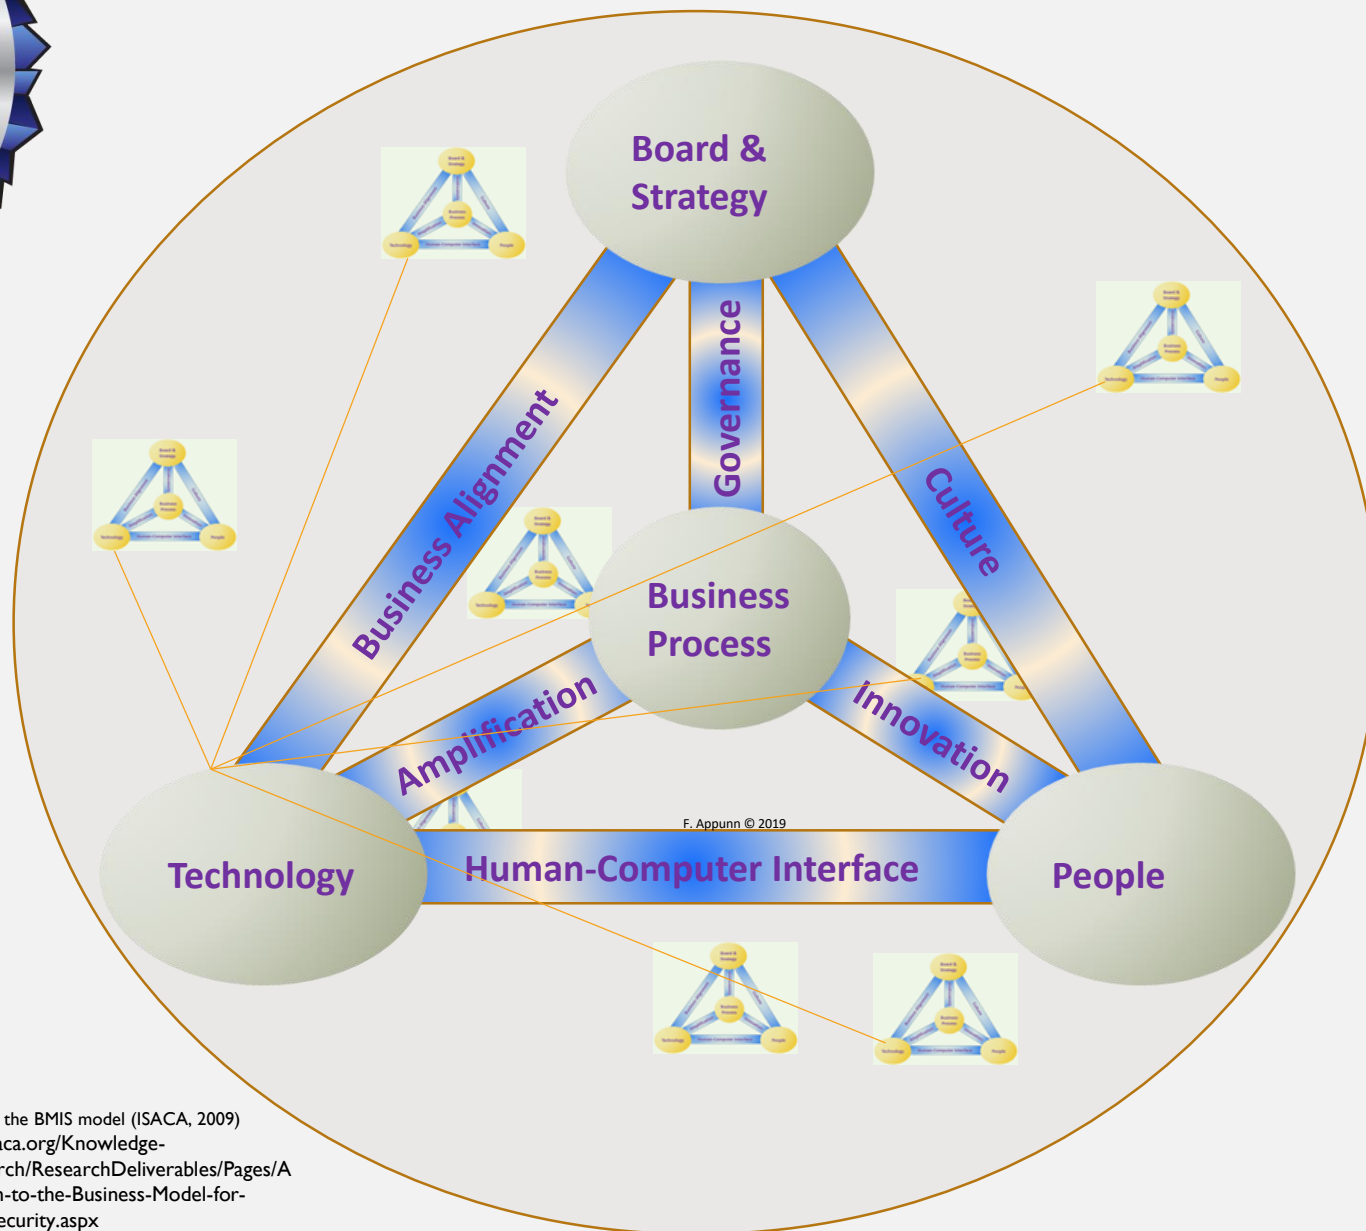 Board &
Strategy
Governance
Business Alignment
Culture
Business
Process
Amplification
Innovation
F. Appunn © 2019
Technology
Human-Computer Interface
People
the BMIS model (ISACA, 2009)
aca.org/Knowledge-
rch/ResearchDeliverables/Pages/A
n-to-the-Business-Model-for-
ecurity.aspx